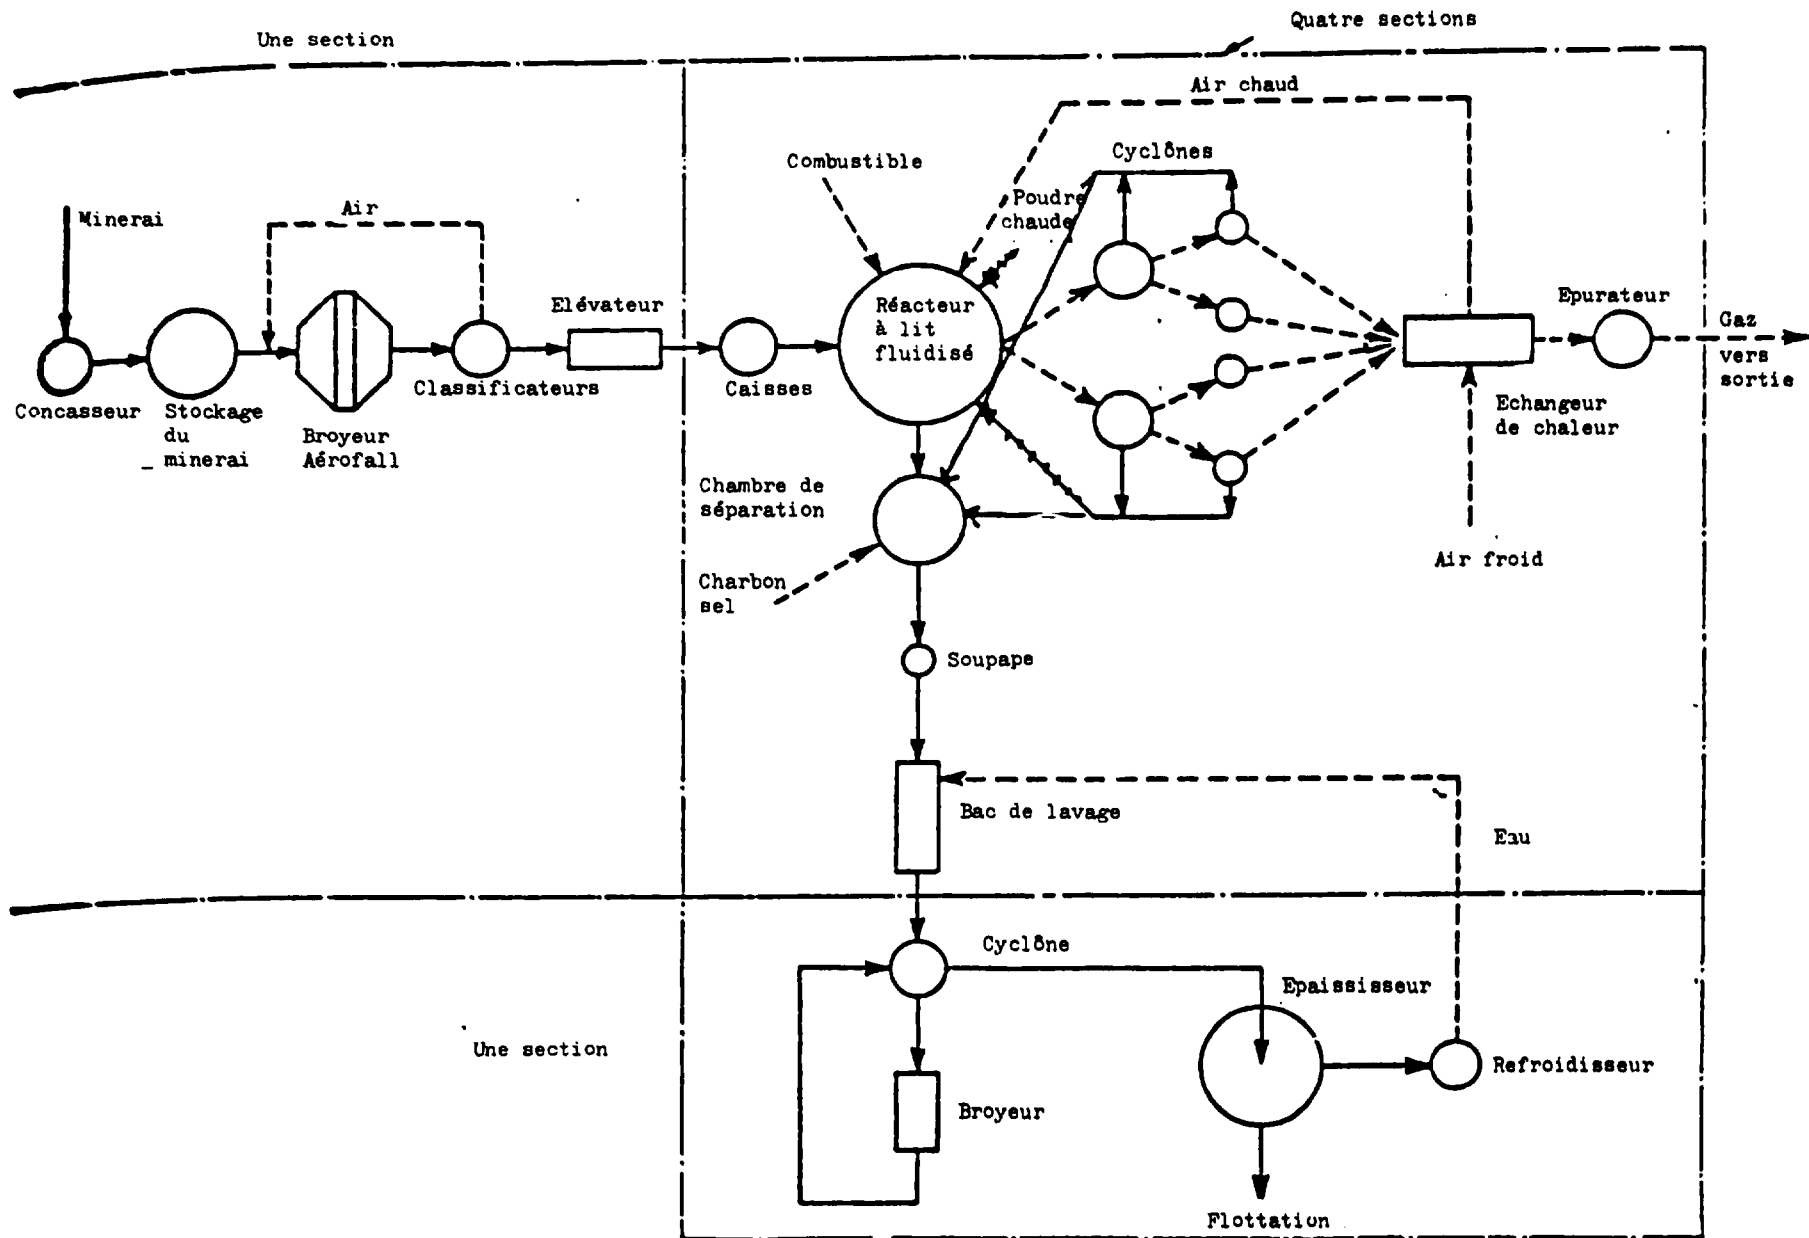 Quatre sections
Une section
Air chaud
Combustible
Cyclônes
Poudre
chaude
Minerai
Air
Elévateur
Réacteur
à lit
fluidisé
Epurateur
Gaz
vers
sortie
Concasseur
Stockage
du
minerai
Broyeur
Aérofall
Classificateurs
Caisses
Echangeur
de chaleur
Chambre de
séparation
Air froid
Charbon
sel
Soupape
Bac de lavage
Eau
Cyclône
Epaississeur
Une section
Refroidisseur
Broyeur
Flottation